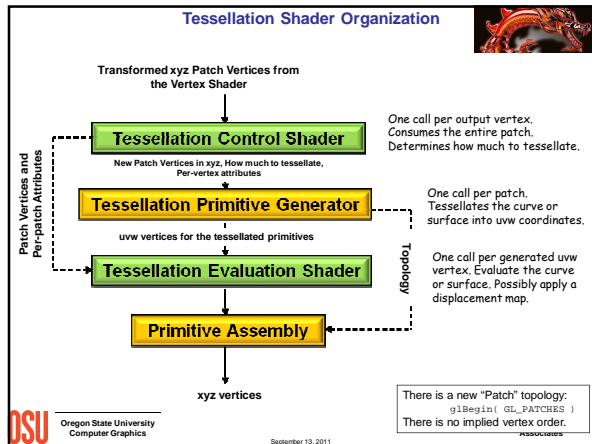 Tessellation Shader Organization
Transformed xyz Patch Vertices from
the Vertex Shader
Tessellation Control Shader
One call per output vertex.
Consumes the entire patch.
Determines how much to tessellate.
New Patch Vertices in xyz, How much to tessellate,
Per-vertex attributes
Patch Vertices and
Per-patch Attributes
Tessellation Primitive Generator
One call per patch.
Tessellates the curve or
surface into uvw coordinates.
uvw vertices for the tessellated primitives
Topology
Tessellation Evaluation Shader
One call per generated uvw
vertex. Evaluate the curve
or surface. Possibly apply a
displacement map.
Primitive Assembly
xyz vertices
There is a new “Patch” topology:
glBegin( GL_PATCHES )
There is no implied vertex order.
OSU
Oregon State University
Computer Graphics
Associates
September 13, 2011